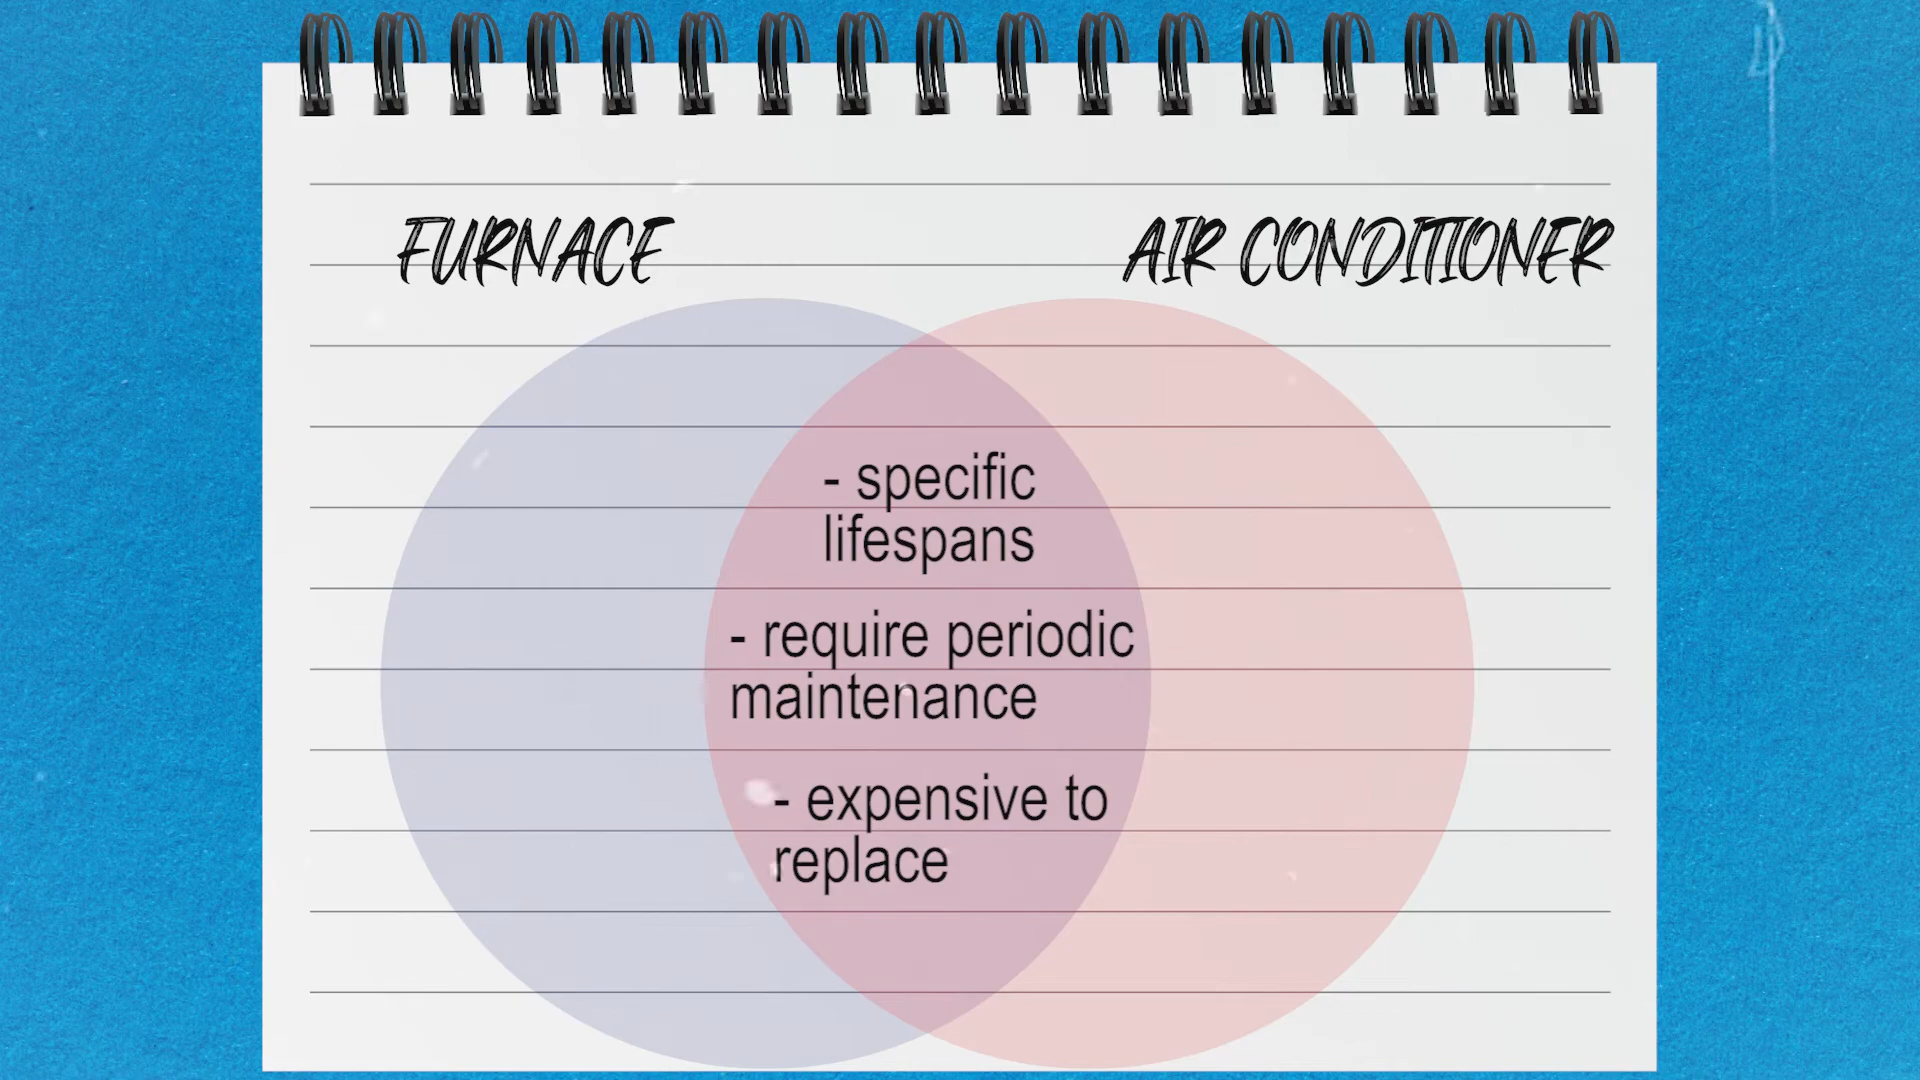 FURNACE
AIR CONDITIONER
- specific
lifespans
- require periodic
maintenance
- expensive to
replace